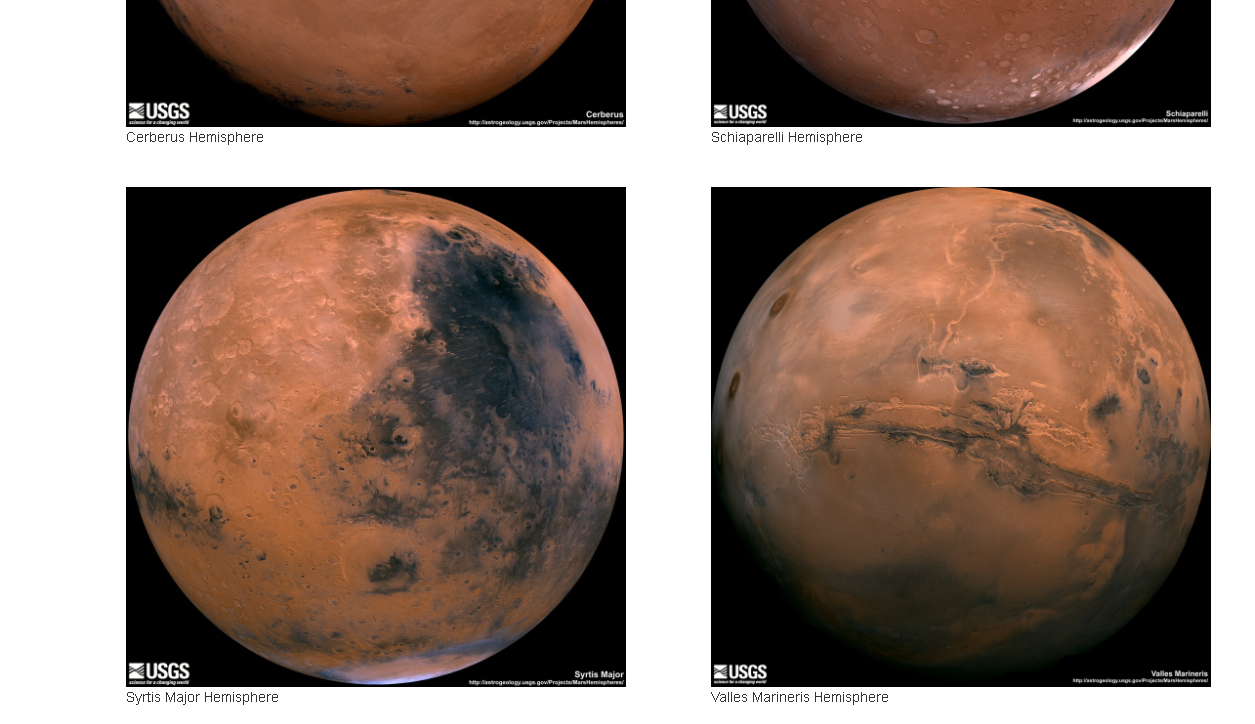 USGS
science for a changing world
Cerberus
http://astrogeology.usgs.gov/Projects/MarsHemispheres/
Cerberus Hemisphere
USGS
science for a changing world
Schiaparelli
http://astrogeology.usgs.gov/Projects/MarsHemispheres/
Schiaparelli Hemisphere
USGS
science for a changing world
Syrtis Major
http://astrogeology.usgs.gov/Projects/MarsHemispheres/
Syrtis Major Hemisphere
USGS
science for a changing world
Valles Marineris
http://astrogeology.usgs.gov/Projects/MarsHemispheres/
Valles Marineris Hemisphere